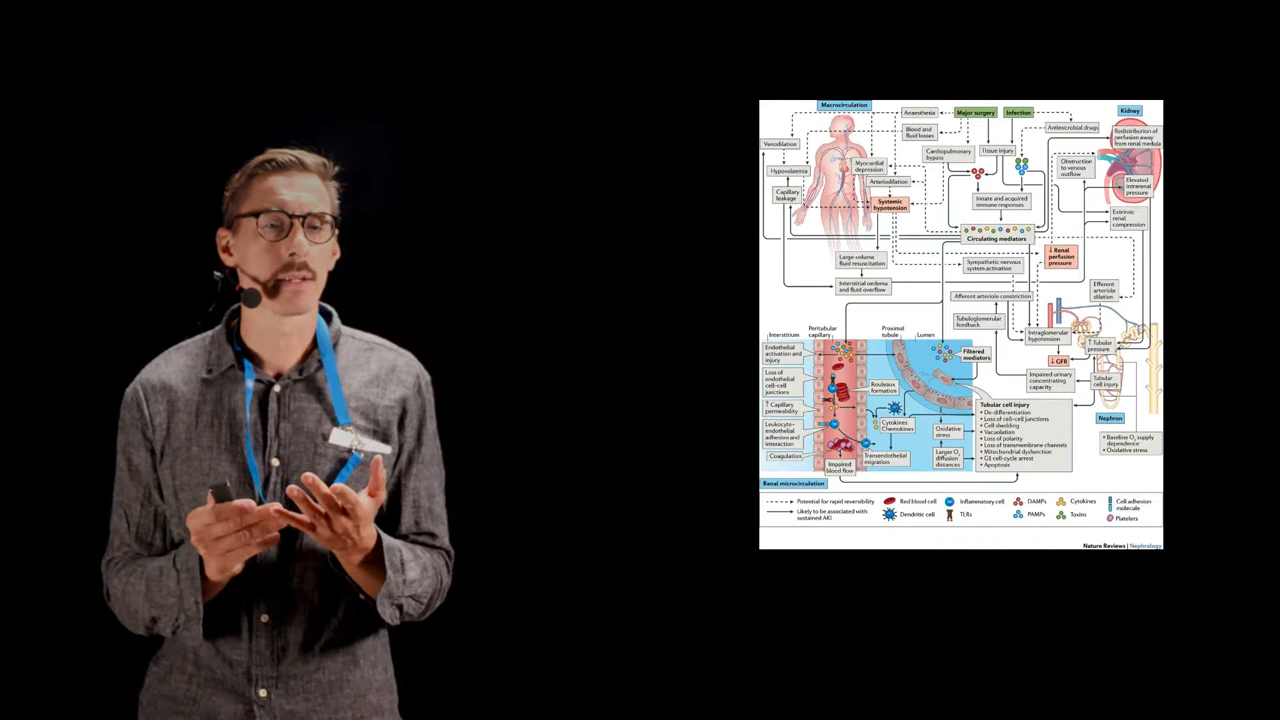 Macrocirculation
Anaesthesia
Major surgery
Infection
Kidney
Blood and
fluid losses
Antimicrobial drugs
Redistribution of
perfusion away
from renal medula
Venodilation
Cardiopulmonary
bypass
Tissue injury
Myocardial
depression
Obstruction
to venous
outflow
Hypovolaemia
Arteriodilation
Elevated
intrarenal
pressure
Capillary
leakage
Systemic
hypotension
Innate and acquired
immune responses
Extrinsic
renal
compression
Circulating mediators
Large-volume
fluid resuscitation
Sympathetic nervous
system activation
↓ Renal
perfusion
pressure
Interstitial oedema
and fluid overflow
Afferent arteriole constriction
Efferent
arteriole
dilation
Tubuloglomerular
feedback
Interstitium
Peritubular
capillary
Proximal
tubule
Lumen
Intraglomerular
hypotension
↑ Tubular
pressure
Endothelial
activation and
injury
Filtered
mediators
↓ GFR
Loss of
endothelial
cell–cell
junctions
Rouleaux
formation
Impaired urinary
concentrating
capacity
Tubular
cell injury
↑ Capillary
permeability
Cytokines
Chemokines
Tubular cell injury
• De-differentiation
• Loss of cell–cell junctions
• Cell shedding
• Vacuolation
• Loss of polarity
• Loss of transmembrane channels
• Mitochondrial dysfunction
• G1 cell-cycle arrest
• Apoptosis
Nephron
Leukocyte–
endothelial
adhesion and
interaction
Oxidative
stress
• Baseline O2 supply
dependence
• Oxidative stress
Coagulation
Impaired
blood flow
Transendothelial
migration
Larger O2
diffusion
distances
Renal microcirculation
Potential for rapid reversibility
Red blood cell
Inflammatory cell
DAMPs
Cytokines
Cell adhesion
molecule
Likely to be associated with
sustained AKI
Dendritic cell
TLRs
PAMPs
Toxins
Platelets
Nature Reviews | Nephrology